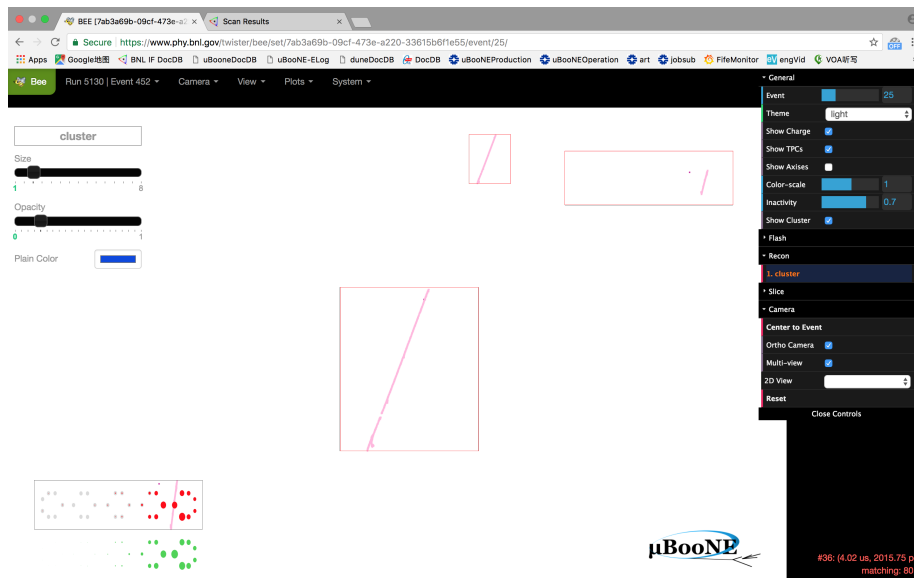 BEE [7ab3a69b-09cf-473e-a2
Scan Results
Secure https://www.phy.bnl.gov/twister/bee/set/7ab3a69b-09cf-473e-a220-33615b6f1e55/event/25/
OFF
Apps Google地图 BNL IF DocDB uBooneDocDB uBooNE-ELog duneDocDB DocDB uBooNEProduction uBooNEOperation art jobsub FifeMonitor engVid VOA听写
Bee Run 5130 | Event 452 Camera View Plots System
General
Event 25
Theme light
Show Charge
Show TPCs
Show Axises
Color-scale 1
Inactivity 0.7
Show Cluster
Flash
Recon
1. cluster
Slice
Camera
Center to Event
Ortho Camera
Multi-view
2D View
Reset
Close Controls
cluster
Size
1 8
Opacity
0 1
Plain Color
µBooNE
#36: (4.02 us, 2015.75 p
matching: 80